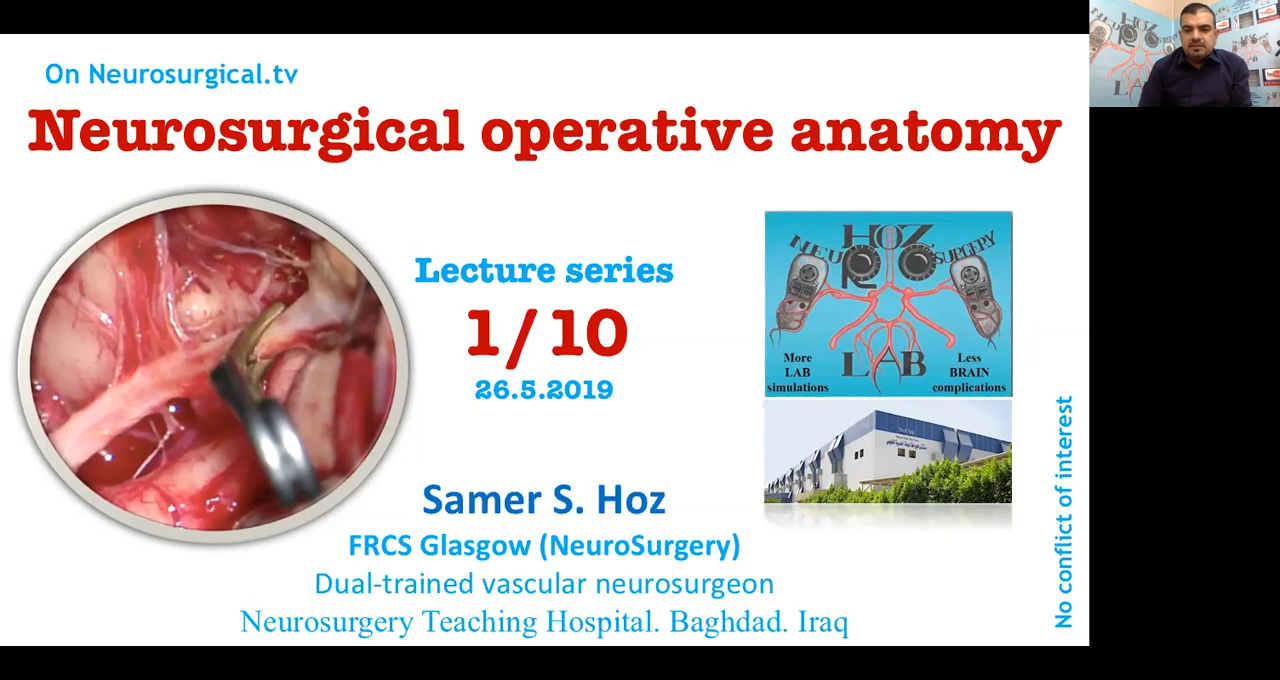 On Neurosurgical.tv
Neurosurgical operative anatomy
Lecture series
1/10
26.5.2019
HOZ
NEURO SURGERY
LAB
More
LAB
simulations
Less
BRAIN
complications
Samer S. Hoz
FRCS Glasgow (NeuroSurgery)
Dual-trained vascular neurosurgeon
Neurosurgery Teaching Hospital. Baghdad. Iraq
No conflict of interest